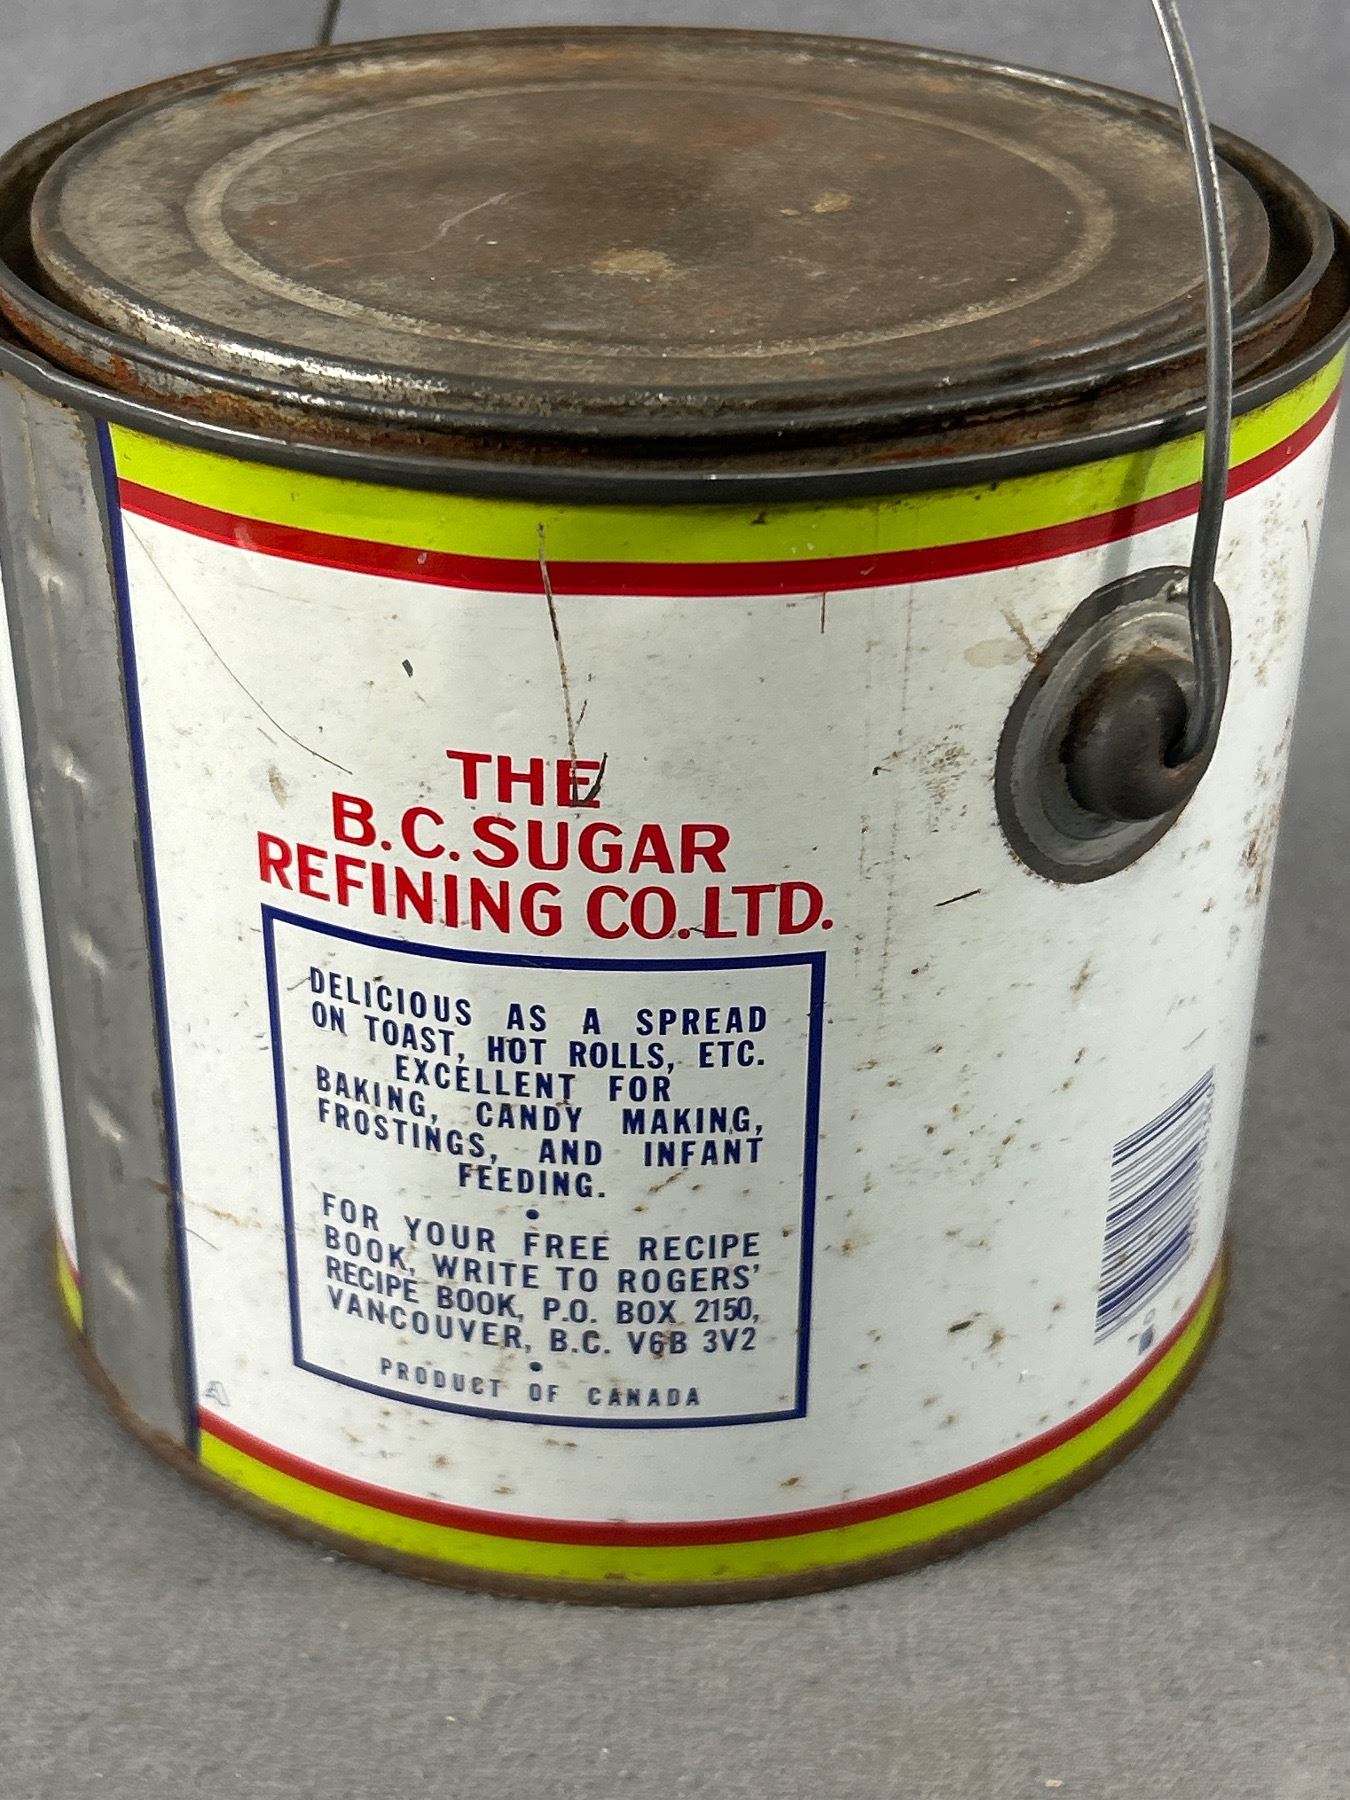 THE
B.C. SUGAR
REFINING CO. LTD.
DELICIOUS AS A SPREAD
ON TOAST, HOT ROLLS, ETC.
EXCELLENT FOR
BAKING, CANDY MAKING,
FROSTINGS, AND INFANT
FEEDING.
•
FOR YOUR FREE RECIPE
BOOK, WRITE TO ROGERS'
RECIPE BOOK, P.O. BOX 2150,
VANCOUVER, B.C. V6B 3V2
•
PRODUCT OF CANADA